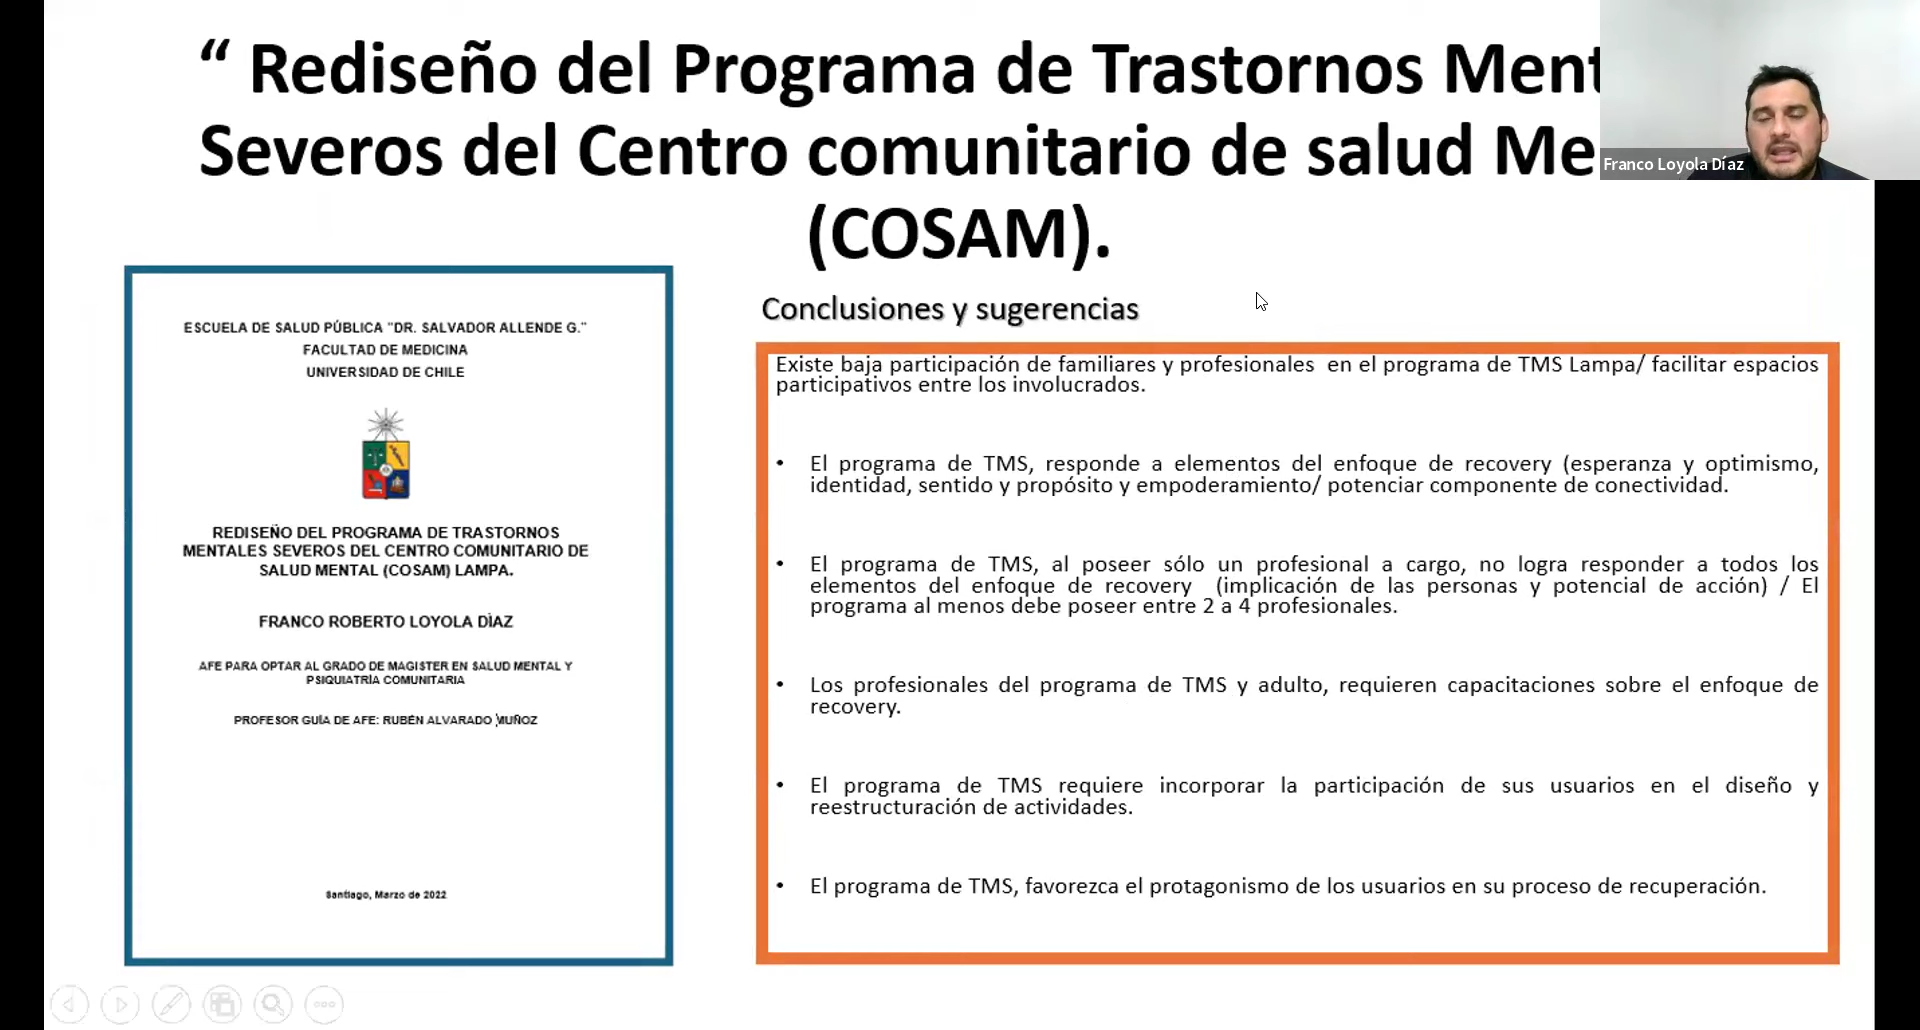 “ Rediseño del Programa de Trastornos Ment
Severos del Centro comunitario de salud Me
(COSAM).
Franco Loyola Díaz
ESCUELA DE SALUD PÚBLICA "DR. SALVADOR ALLENDE G."
FACULTAD DE MEDICINA
UNIVERSIDAD DE CHILE
REDISEÑO DEL PROGRAMA DE TRASTORNOS
MENTALES SEVEROS DEL CENTRO COMUNITARIO DE
SALUD MENTAL (COSAM) LAMPA.
FRANCO ROBERTO LOYOLA DÌAZ
AFE PARA OPTAR AL GRADO DE MAGISTER EN SALUD MENTAL Y
PSIQUIATRÍA COMUNITARIA
PROFESOR GUÍA DE AFE: RUBÉN ALVARADO MUÑOZ
Santiago, Marzo de 2022
Conclusiones y sugerencias
Existe baja participación de familiares y profesionales en el programa de TMS Lampa/ facilitar espacios
participativos entre los involucrados.
• El programa de TMS, responde a elementos del enfoque de recovery (esperanza y optimismo,
identidad, sentido y propósito y empoderamiento/ potenciar componente de conectividad.
• El programa de TMS, al poseer sólo un profesional a cargo, no logra responder a todos los
elementos del enfoque de recovery (implicación de las personas y potencial de acción) / El
programa al menos debe poseer entre 2 a 4 profesionales.
• Los profesionales del programa de TMS y adulto, requieren capacitaciones sobre el enfoque de
recovery.
• El programa de TMS requiere incorporar la participación de sus usuarios en el diseño y
reestructuración de actividades.
• El programa de TMS, favorezca el protagonismo de los usuarios en su proceso de recuperación.